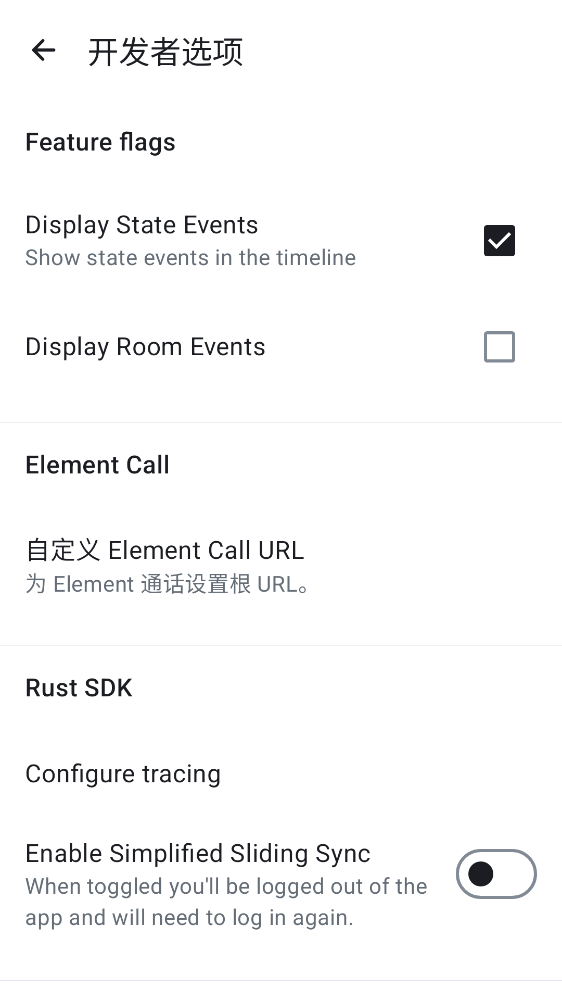 开发者选项
Feature flags
Display State Events
Show state events in the timeline
Display Room Events
Element Call
自定义 Element Call URL
为 Element 通话设置根 URL。
Rust SDK
Configure tracing
Enable Simplified Sliding Sync
When toggled you'll be logged out of the
app and will need to log in again.